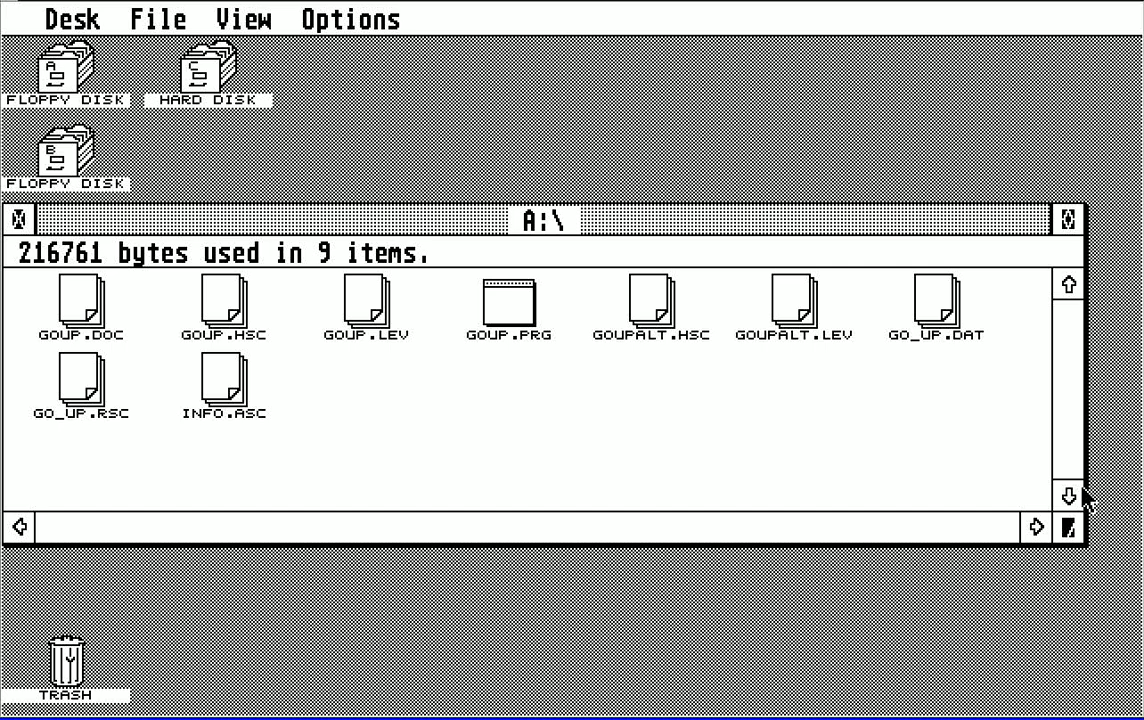 Desk File View Options
A C
FLOPPY DISK HARD DISK
B
FLOPPY DISK
A:\
216761 bytes used in 9 items.
GOUP.DOC GOUP.HSC GOUP.LEV GOUP.PRG GOUPALT.HSC GOUPALT.LEV GO_UP.DAT
GO_UP.RSC INFO.ASC
TRASH